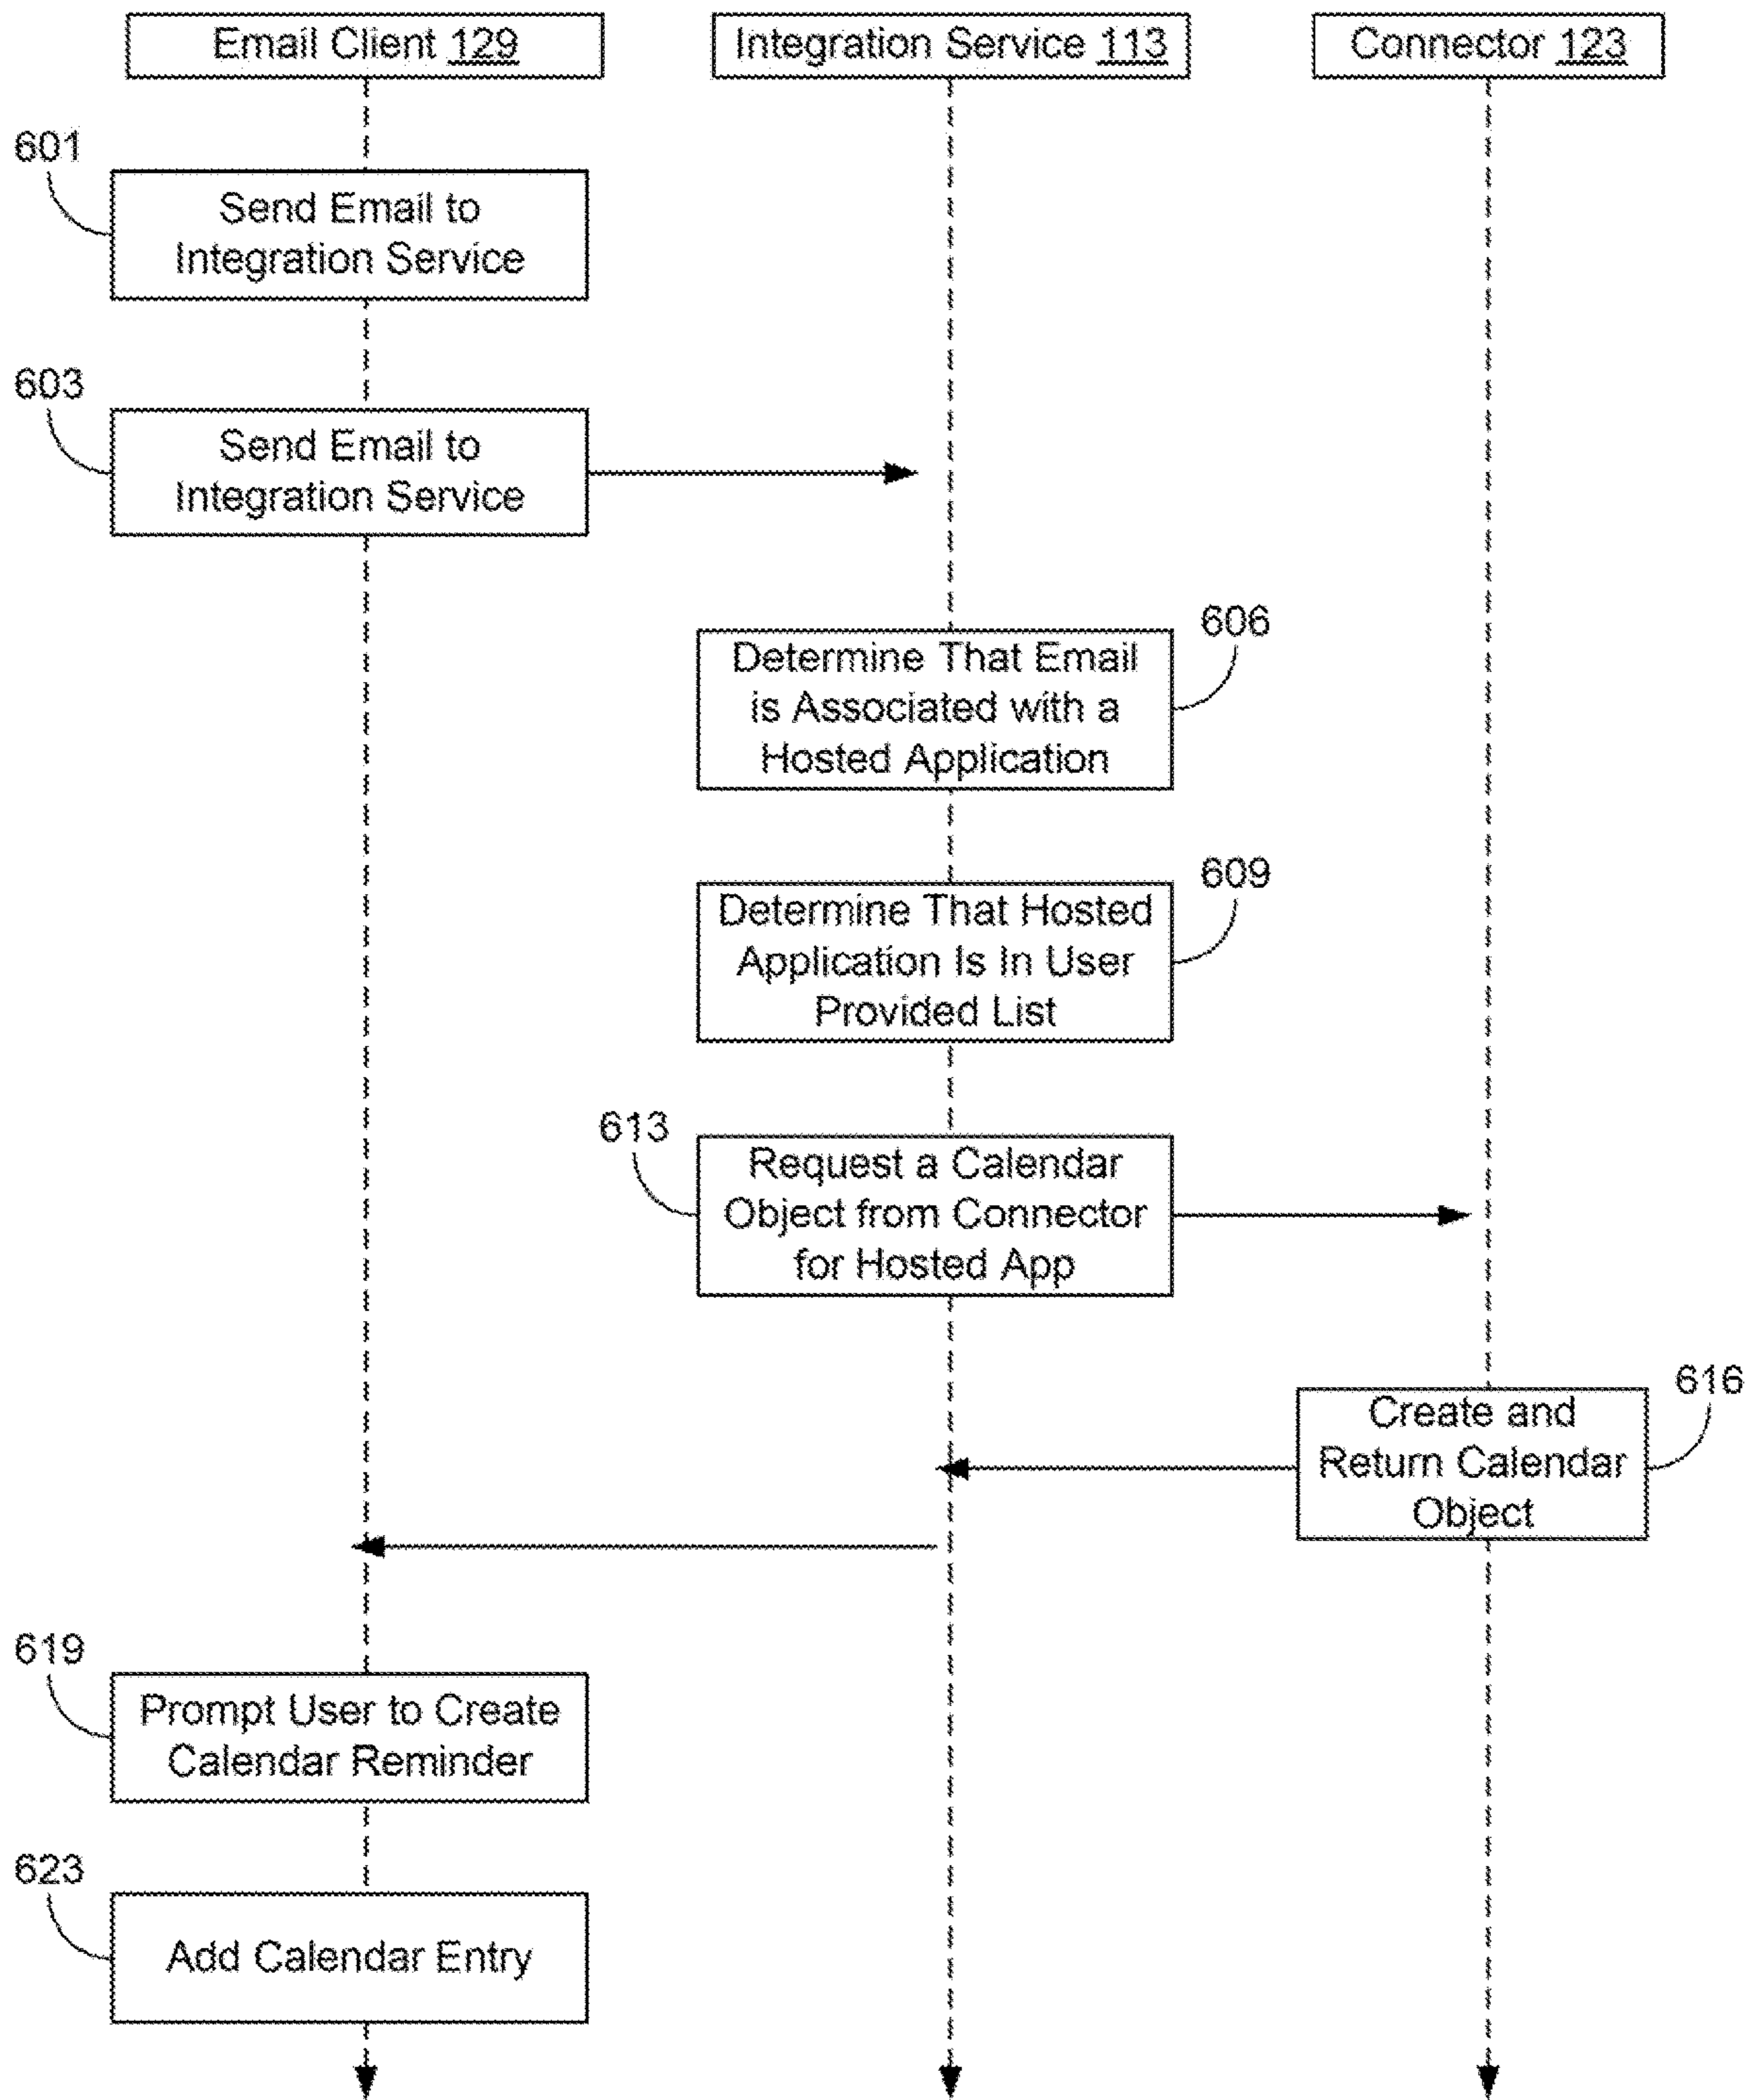 Email Client 129
Integration Service 113
Connector 123
601
Send Email to
Integration Service
603
Send Email to
Integration Service
606
Determine That Email
is Associated with a
Hosted Application
609
Determine That Hosted
Application Is In User
Provided List
613
Request a Calendar
Object from Connector
for Hosted App
616
Create and
Return Calendar
Object
619
Prompt User to Create
Calendar Reminder
623
Add Calendar Entry